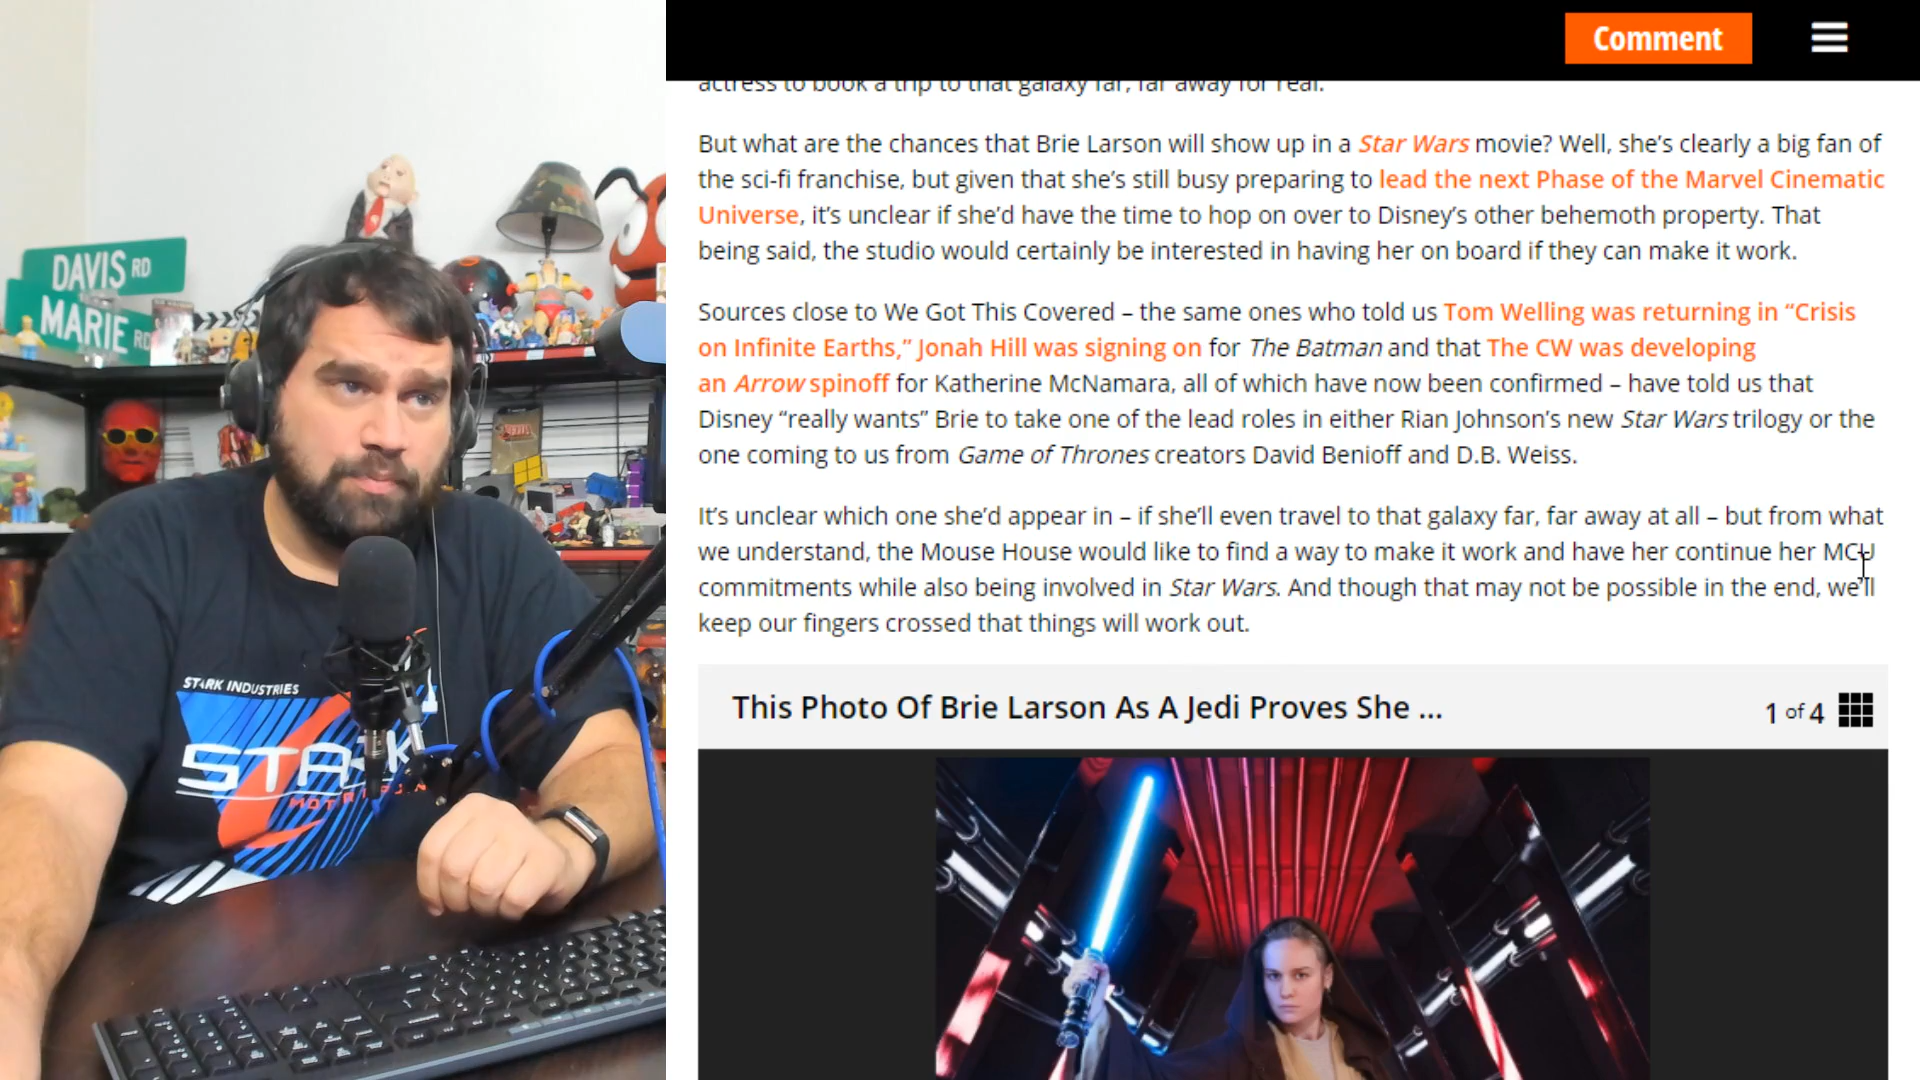 Comment
actress to book a trip to that galaxy far, far away for real.
But what are the chances that Brie Larson will show up in a Star Wars movie? Well, she’s clearly a big fan of
the sci-fi franchise, but given that she’s still busy preparing to lead the next Phase of the Marvel Cinematic
Universe, it’s unclear if she’d have the time to hop on over to Disney’s other behemoth property. That
being said, the studio would certainly be interested in having her on board if they can make it work.
Sources close to We Got This Covered – the same ones who told us Tom Welling was returning in “Crisis
on Infinite Earths,” Jonah Hill was signing on for The Batman and that The CW was developing
an Arrow spinoff for Katherine McNamara, all of which have now been confirmed – have told us that
Disney “really wants” Brie to take one of the lead roles in either Rian Johnson’s new Star Wars trilogy or the
one coming to us from Game of Thrones creators David Benioff and D.B. Weiss.
It’s unclear which one she’d appear in – if she’ll even travel to that galaxy far, far away at all – but from what
we understand, the Mouse House would like to find a way to make it work and have her continue her MCU
commitments while also being involved in Star Wars. And though that may not be possible in the end, we’ll
keep our fingers crossed that things will work out.
This Photo Of Brie Larson As A Jedi Proves She ...
1 of 4
DAVIS RD
MARIE RD
STARK INDUSTRIES
STARK